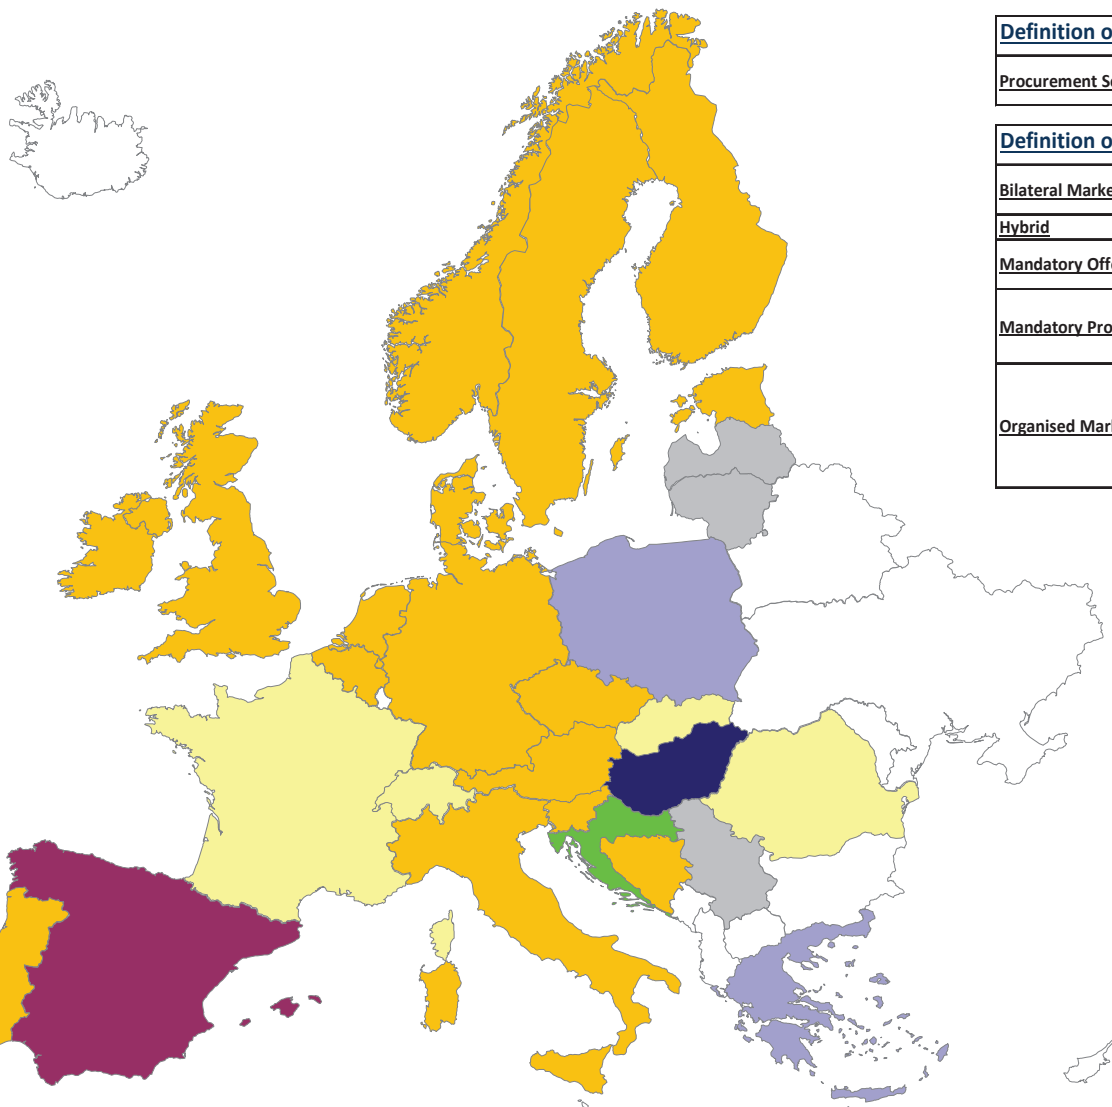 Definition o
Procurement S
Definition o
Bilateral Marke
Hybrid
Mandatory Off
Mandatory Pro
Organised Mar